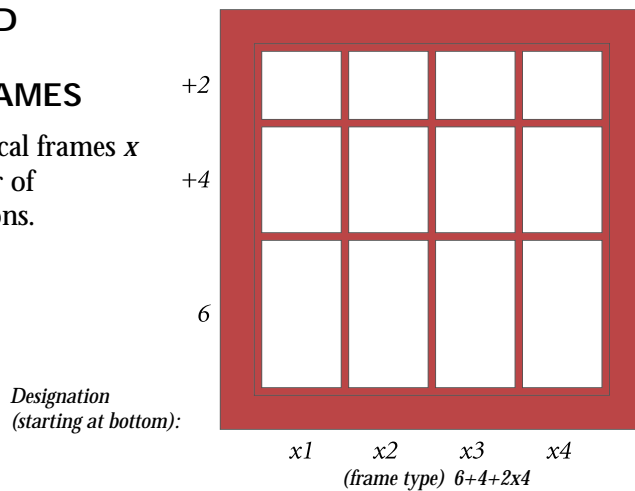 D
AMES
cal frames x
r of
ons.
+2
+4
6
Designation
(starting at bottom):
x1 x2 x3 x4
(frame type) 6+4+2x4